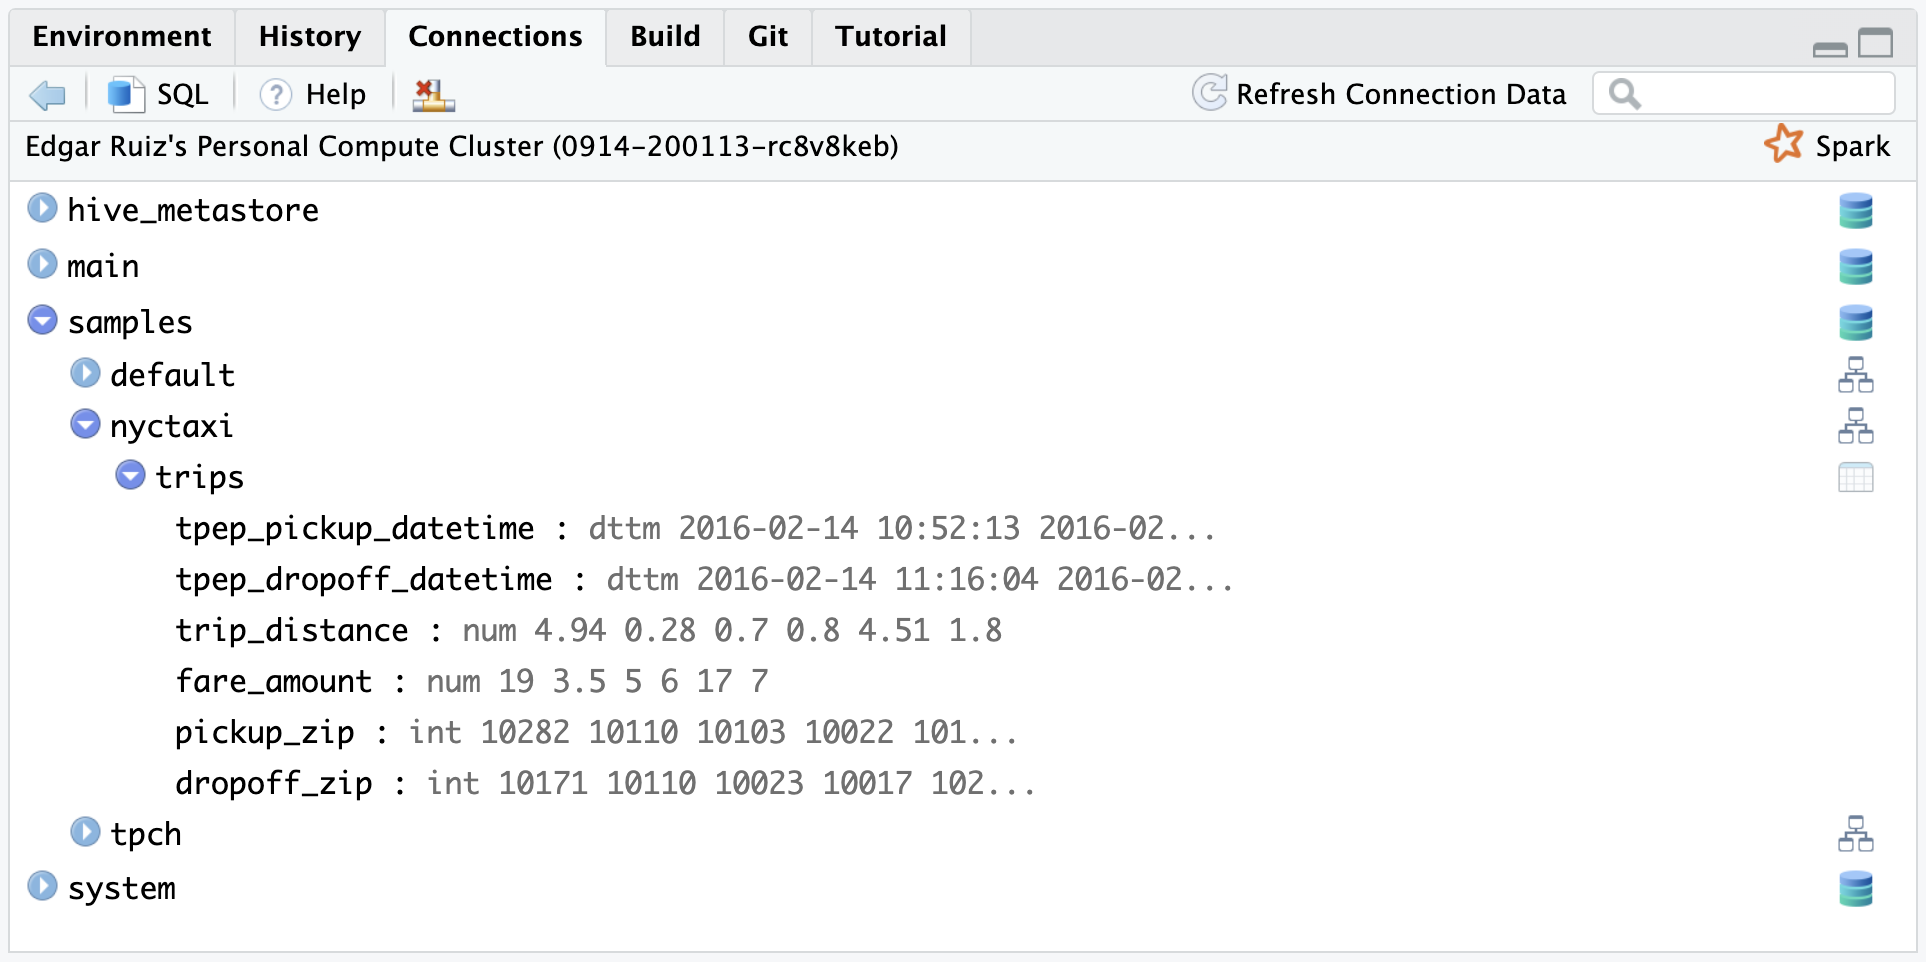 Environment History Connections Build Git Tutorial
SQL ? Help Refresh Connection Data
Edgar Ruiz's Personal Compute Cluster (0914-200113-rc8v8keb) Spark
hive_metastore
main
samples
default
nyctaxi
trips
tpep_pickup_datetime : dttm 2016-02-14 10:52:13 2016-02...
tpep_dropoff_datetime : dttm 2016-02-14 11:16:04 2016-02...
trip_distance : num 4.94 0.28 0.7 0.8 4.51 1.8
fare_amount : num 19 3.5 5 6 17 7
pickup_zip : int 10282 10110 10103 10022 101...
dropoff_zip : int 10171 10110 10023 10017 102...
tpch
system